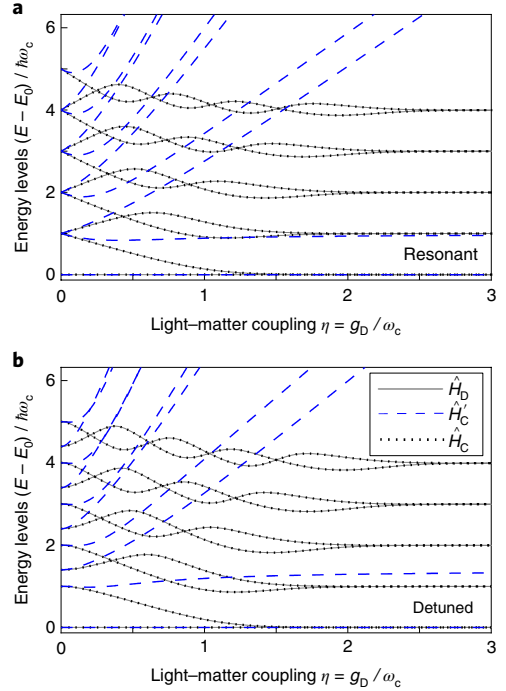 a
6
4
2
0
Energy levels (E − E0) / ħωc
Resonant
0 1 2 3
Light–matter coupling η = gD / ωc
b
6
4
2
0
Energy levels (E − E0) / ħωc
ĤD
Ĥ′C
ĤC
Detuned
0 1 2 3
Light–matter coupling η = gD / ωc